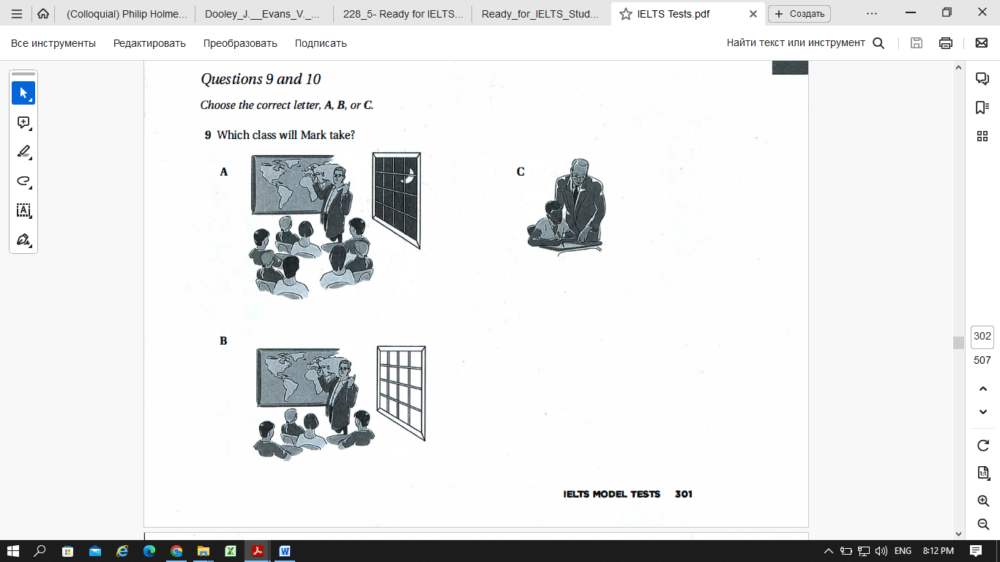 (Colloquial) Philip Holme...
Dooley_J.__Evans_V._...
228_5- Ready for IELTS...
Ready_for_IELTS_Stud...
IELTS Tests.pdf
Создать
Все инструменты
Редактировать
Преобразовать
Подписать
Найти текст или инструмент
Questions 9 and 10
Choose the correct letter, A, B, or C.
9 Which class will Mark take?
A
C
B
IELTS MODEL TESTS 301
302
507
1:1
ENG
8:12 PM